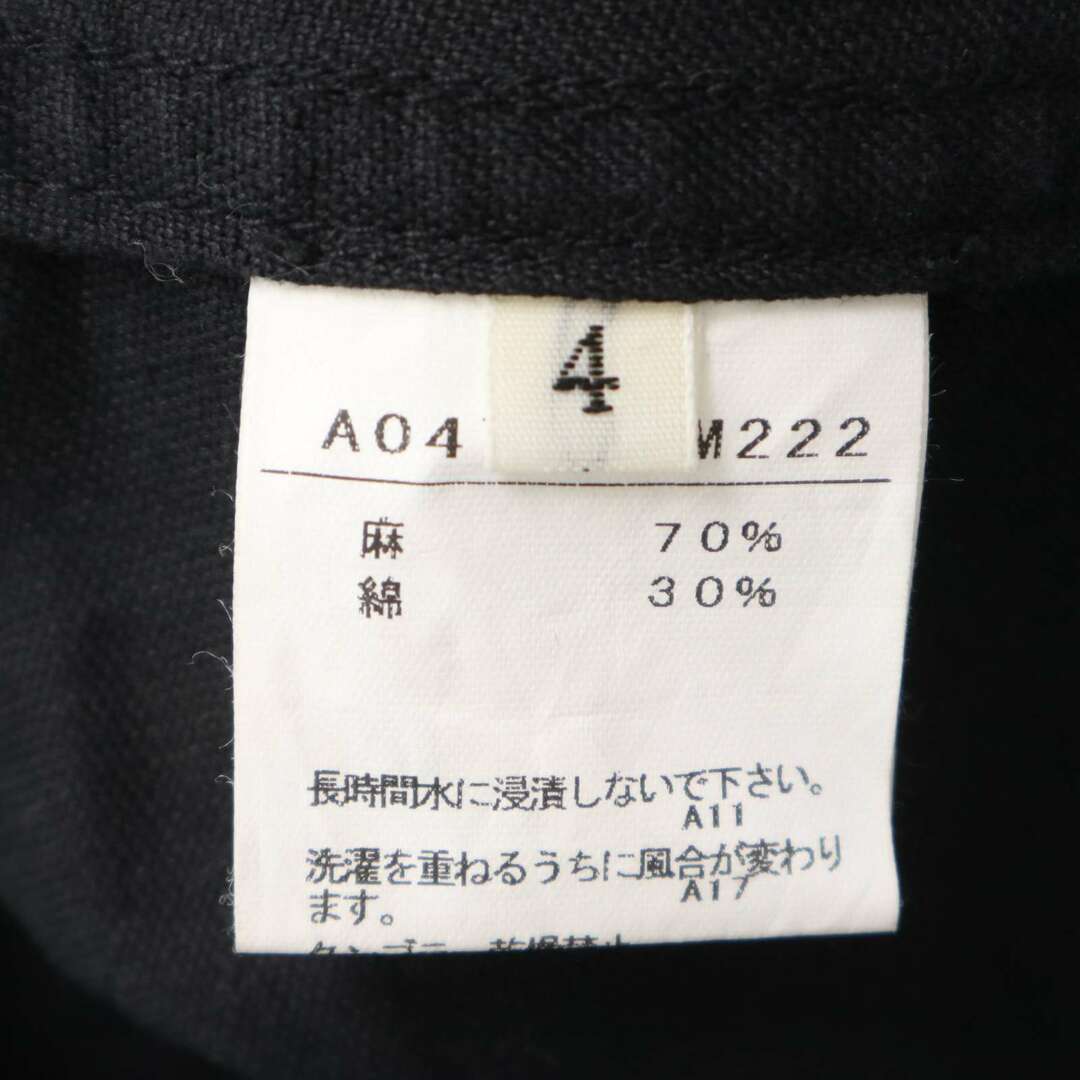 4
A04 M222
麻 70%
綿 30%
長時間水に浸漬しないで下さい。
A11
洗濯を重ねるうちに風合が変わり
A17
ます。